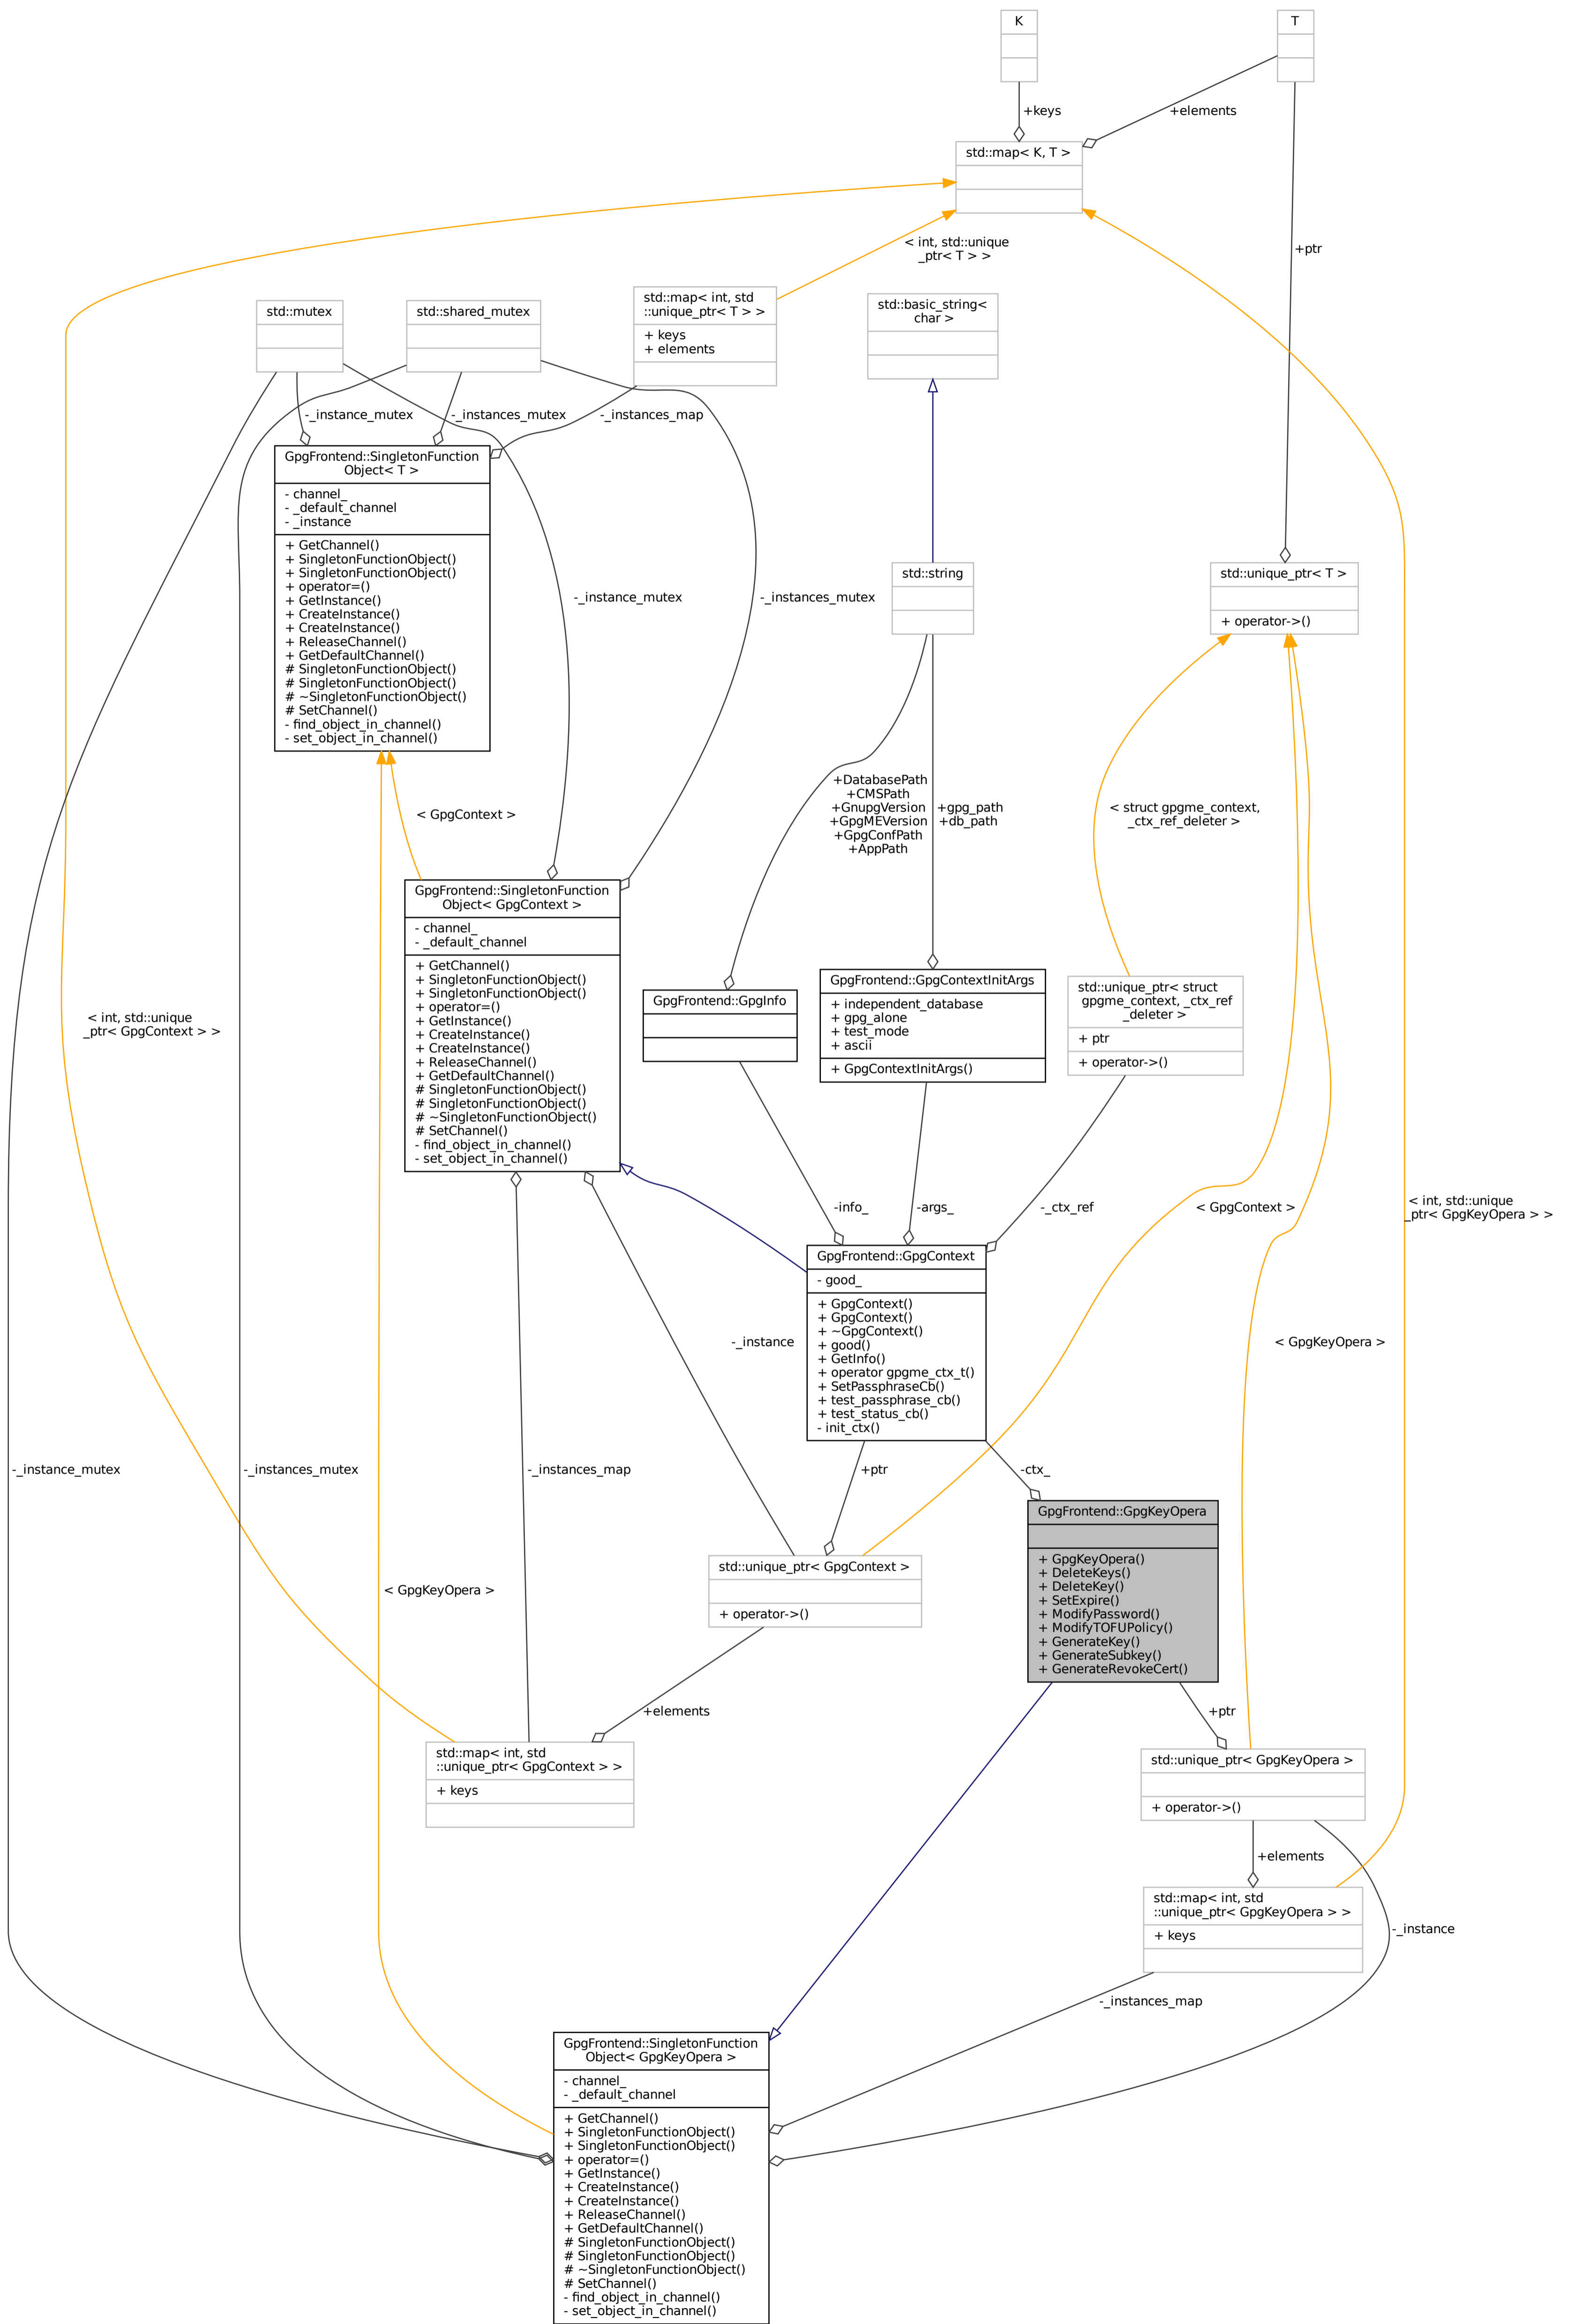 K
T
+keys
+elements
std::map< K, T >
< int, std::unique
_ptr< T > >
+ptr
std::mutex
std::shared_mutex
std::map< int, std
::unique_ptr< T > >
+ keys
+ elements
std::basic_string<
char >
-_instance_mutex
-_instances_mutex
-_instances_map
GpgFrontend::SingletonFunction
Object< T >
- channel_
- _default_channel
- _instance
+ GetChannel()
+ SingletonFunctionObject()
+ SingletonFunctionObject()
+ operator=()
+ GetInstance()
+ CreateInstance()
+ CreateInstance()
+ ReleaseChannel()
+ GetDefaultChannel()
# SingletonFunctionObject()
# SingletonFunctionObject()
# ~SingletonFunctionObject()
# SetChannel()
- find_object_in_channel()
- set_object_in_channel()
-_instance_mutex
-_instances_mutex
std::string
std::unique_ptr< T >
+ operator->()
< GpgContext >
+DatabasePath
+CMSPath
+GnupgVersion
+GpgMEVersion
+GpgConfPath
+AppPath
+gpg_path
+db_path
< struct gpgme_context,
_ctx_ref_deleter >
GpgFrontend::SingletonFunction
Object< GpgContext >
- channel_
- _default_channel
+ GetChannel()
+ SingletonFunctionObject()
+ SingletonFunctionObject()
+ operator=()
+ GetInstance()
+ CreateInstance()
+ CreateInstance()
+ ReleaseChannel()
+ GetDefaultChannel()
# SingletonFunctionObject()
# SingletonFunctionObject()
# ~SingletonFunctionObject()
# SetChannel()
- find_object_in_channel()
- set_object_in_channel()
GpgFrontend::GpgInfo
GpgFrontend::GpgContextInitArgs
+ independent_database
+ gpg_alone
+ test_mode
+ ascii
+ GpgContextInitArgs()
std::unique_ptr< struct
gpgme_context, _ctx_ref
_deleter >
+ ptr
+ operator->()
< int, std::unique
_ptr< GpgContext > >
-info_
-args_
-_ctx_ref
< GpgContext >
< int, std::unique
_ptr< GpgKeyOpera > >
GpgFrontend::GpgContext
- good_
+ GpgContext()
+ GpgContext()
+ ~GpgContext()
+ good()
+ GetInfo()
+ operator gpgme_ctx_t()
+ SetPassphraseCb()
+ test_passphrase_cb()
+ test_status_cb()
- init_ctx()
-_instance
< GpgKeyOpera >
-_instance_mutex
-_instances_mutex
-_instances_map
+ptr
-ctx_
GpgFrontend::GpgKeyOpera
+ GpgKeyOpera()
+ DeleteKeys()
+ DeleteKey()
+ SetExpire()
+ ModifyPassword()
+ ModifyTOFUPolicy()
+ GenerateKey()
+ GenerateSubkey()
+ GenerateRevokeCert()
std::unique_ptr< GpgContext >
+ operator->()
< GpgKeyOpera >
+elements
+ptr
std::map< int, std
::unique_ptr< GpgContext > >
+ keys
std::unique_ptr< GpgKeyOpera >
+ operator->()
+elements
std::map< int, std
::unique_ptr< GpgKeyOpera > >
+ keys
-_instance
-_instances_map
GpgFrontend::SingletonFunction
Object< GpgKeyOpera >
- channel_
- _default_channel
+ GetChannel()
+ SingletonFunctionObject()
+ SingletonFunctionObject()
+ operator=()
+ GetInstance()
+ CreateInstance()
+ CreateInstance()
+ ReleaseChannel()
+ GetDefaultChannel()
# SingletonFunctionObject()
# SingletonFunctionObject()
# ~SingletonFunctionObject()
# SetChannel()
- find_object_in_channel()
- set_object_in_channel()